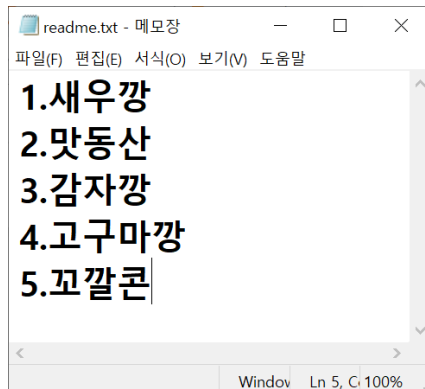 readme.txt - 메모장
파일(F) 편집(E) 서식(O) 보기(V) 도움말
1.새우깡
2.맛동산
3.감자깡
4.고구마깡
5.꼬깔콘
Window Ln 5, C 100%